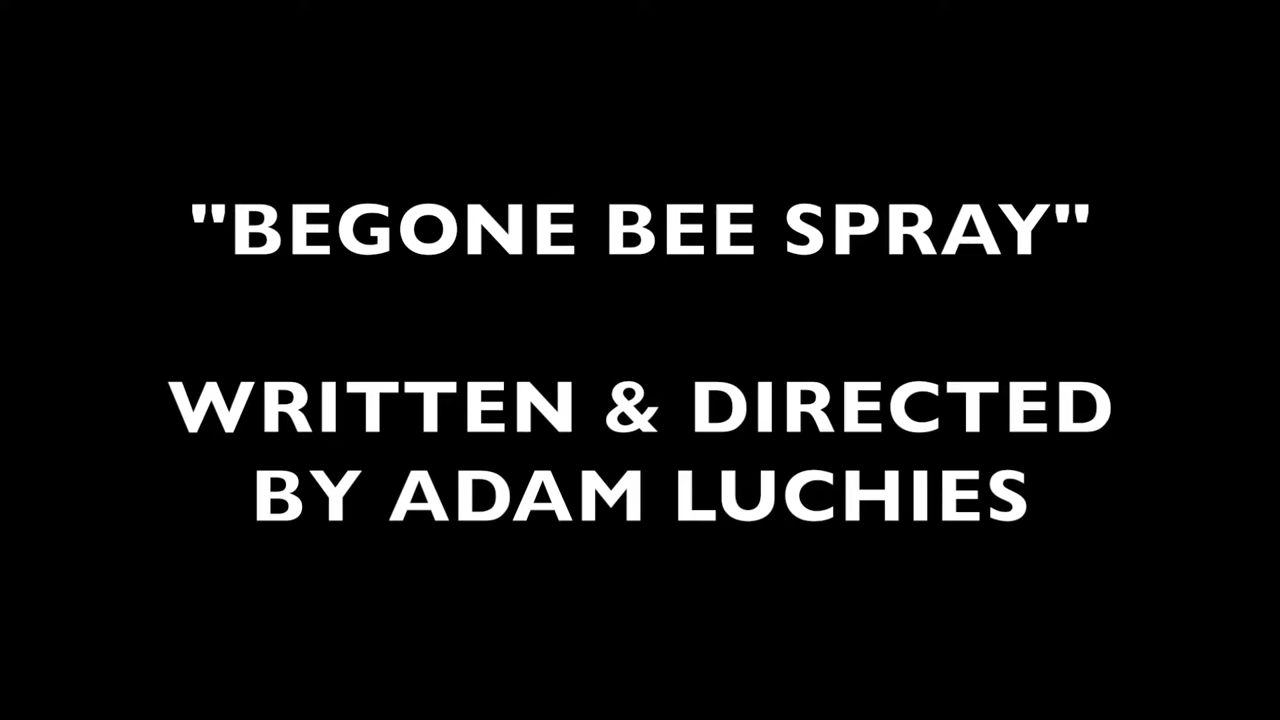 "BEGONE BEE SPRAY"
WRITTEN & DIRECTED
BY ADAM LUCHIES